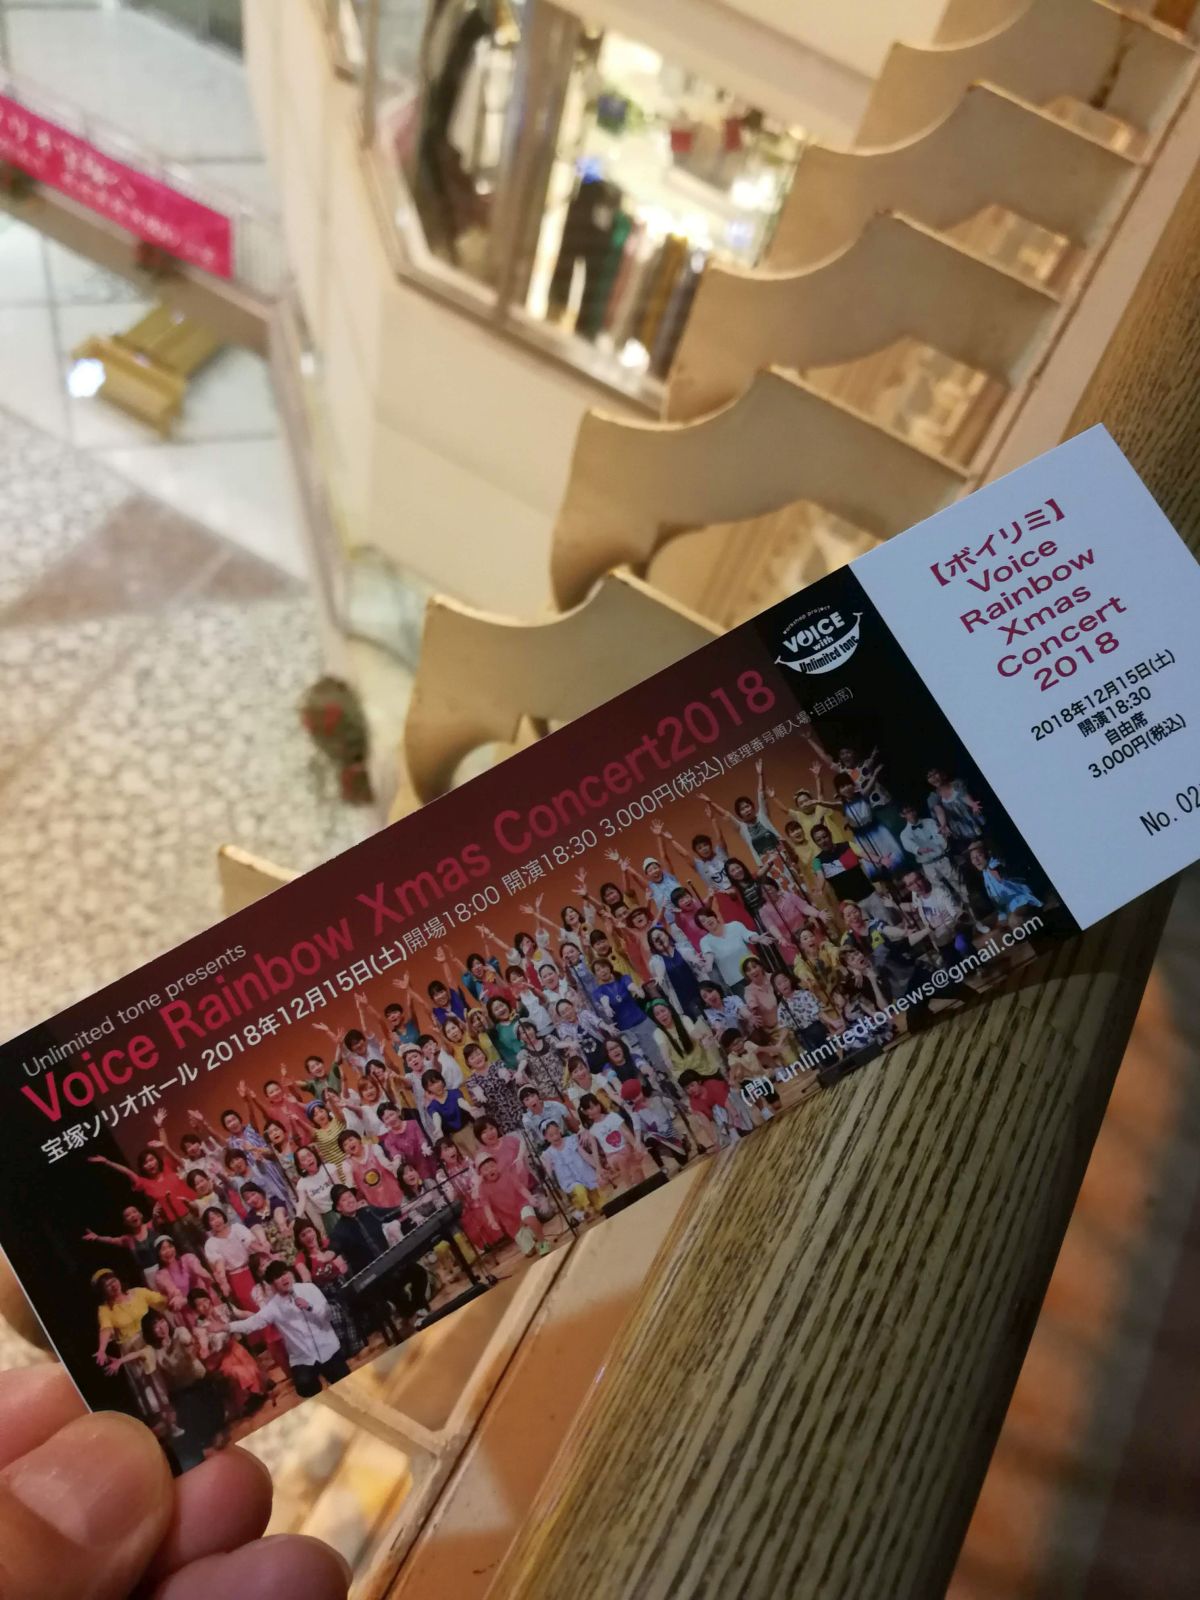 Unlimited tone presents
Voice Rainbow Xmas Concert2018
宝塚ソリオホール 2018年12月15日(土)開場18:00 開演18:30 3,000円(税込)(整理番号順入場・自由席)
workshop project
VOICE
with
Unlimited tone
(問) unlimitedtonenews@gmail.com
【ボイリミ】
Voice
Rainbow
Xmas
Concert
2018
2018年12月15日(土)
開演18:30
自由席
3,000円(税込)
No. 02